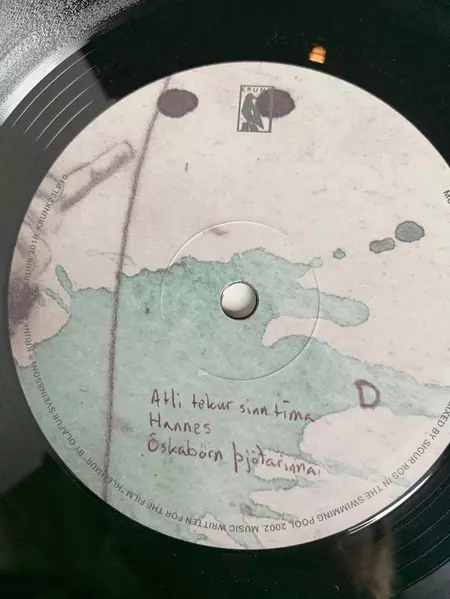 KRUNK
Atli tekur sinn tíma
Hannes
Óskabörn þjóðarinnar
D
MIXED BY SIGUR RÓS IN THE SWIMMING POOL 2002. MUSIC WRITTEN FOR THE FILM "HLEMMUR" BY ÓLAFUR SVEINSSON